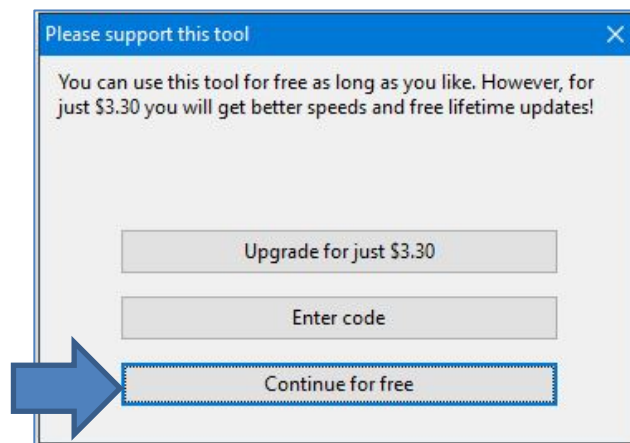 Please support this tool
You can use this tool for free as long as you like. However, for
just $3.30 you will get better speeds and free lifetime updates!
Upgrade for just $3.30
Enter code
Continue for free